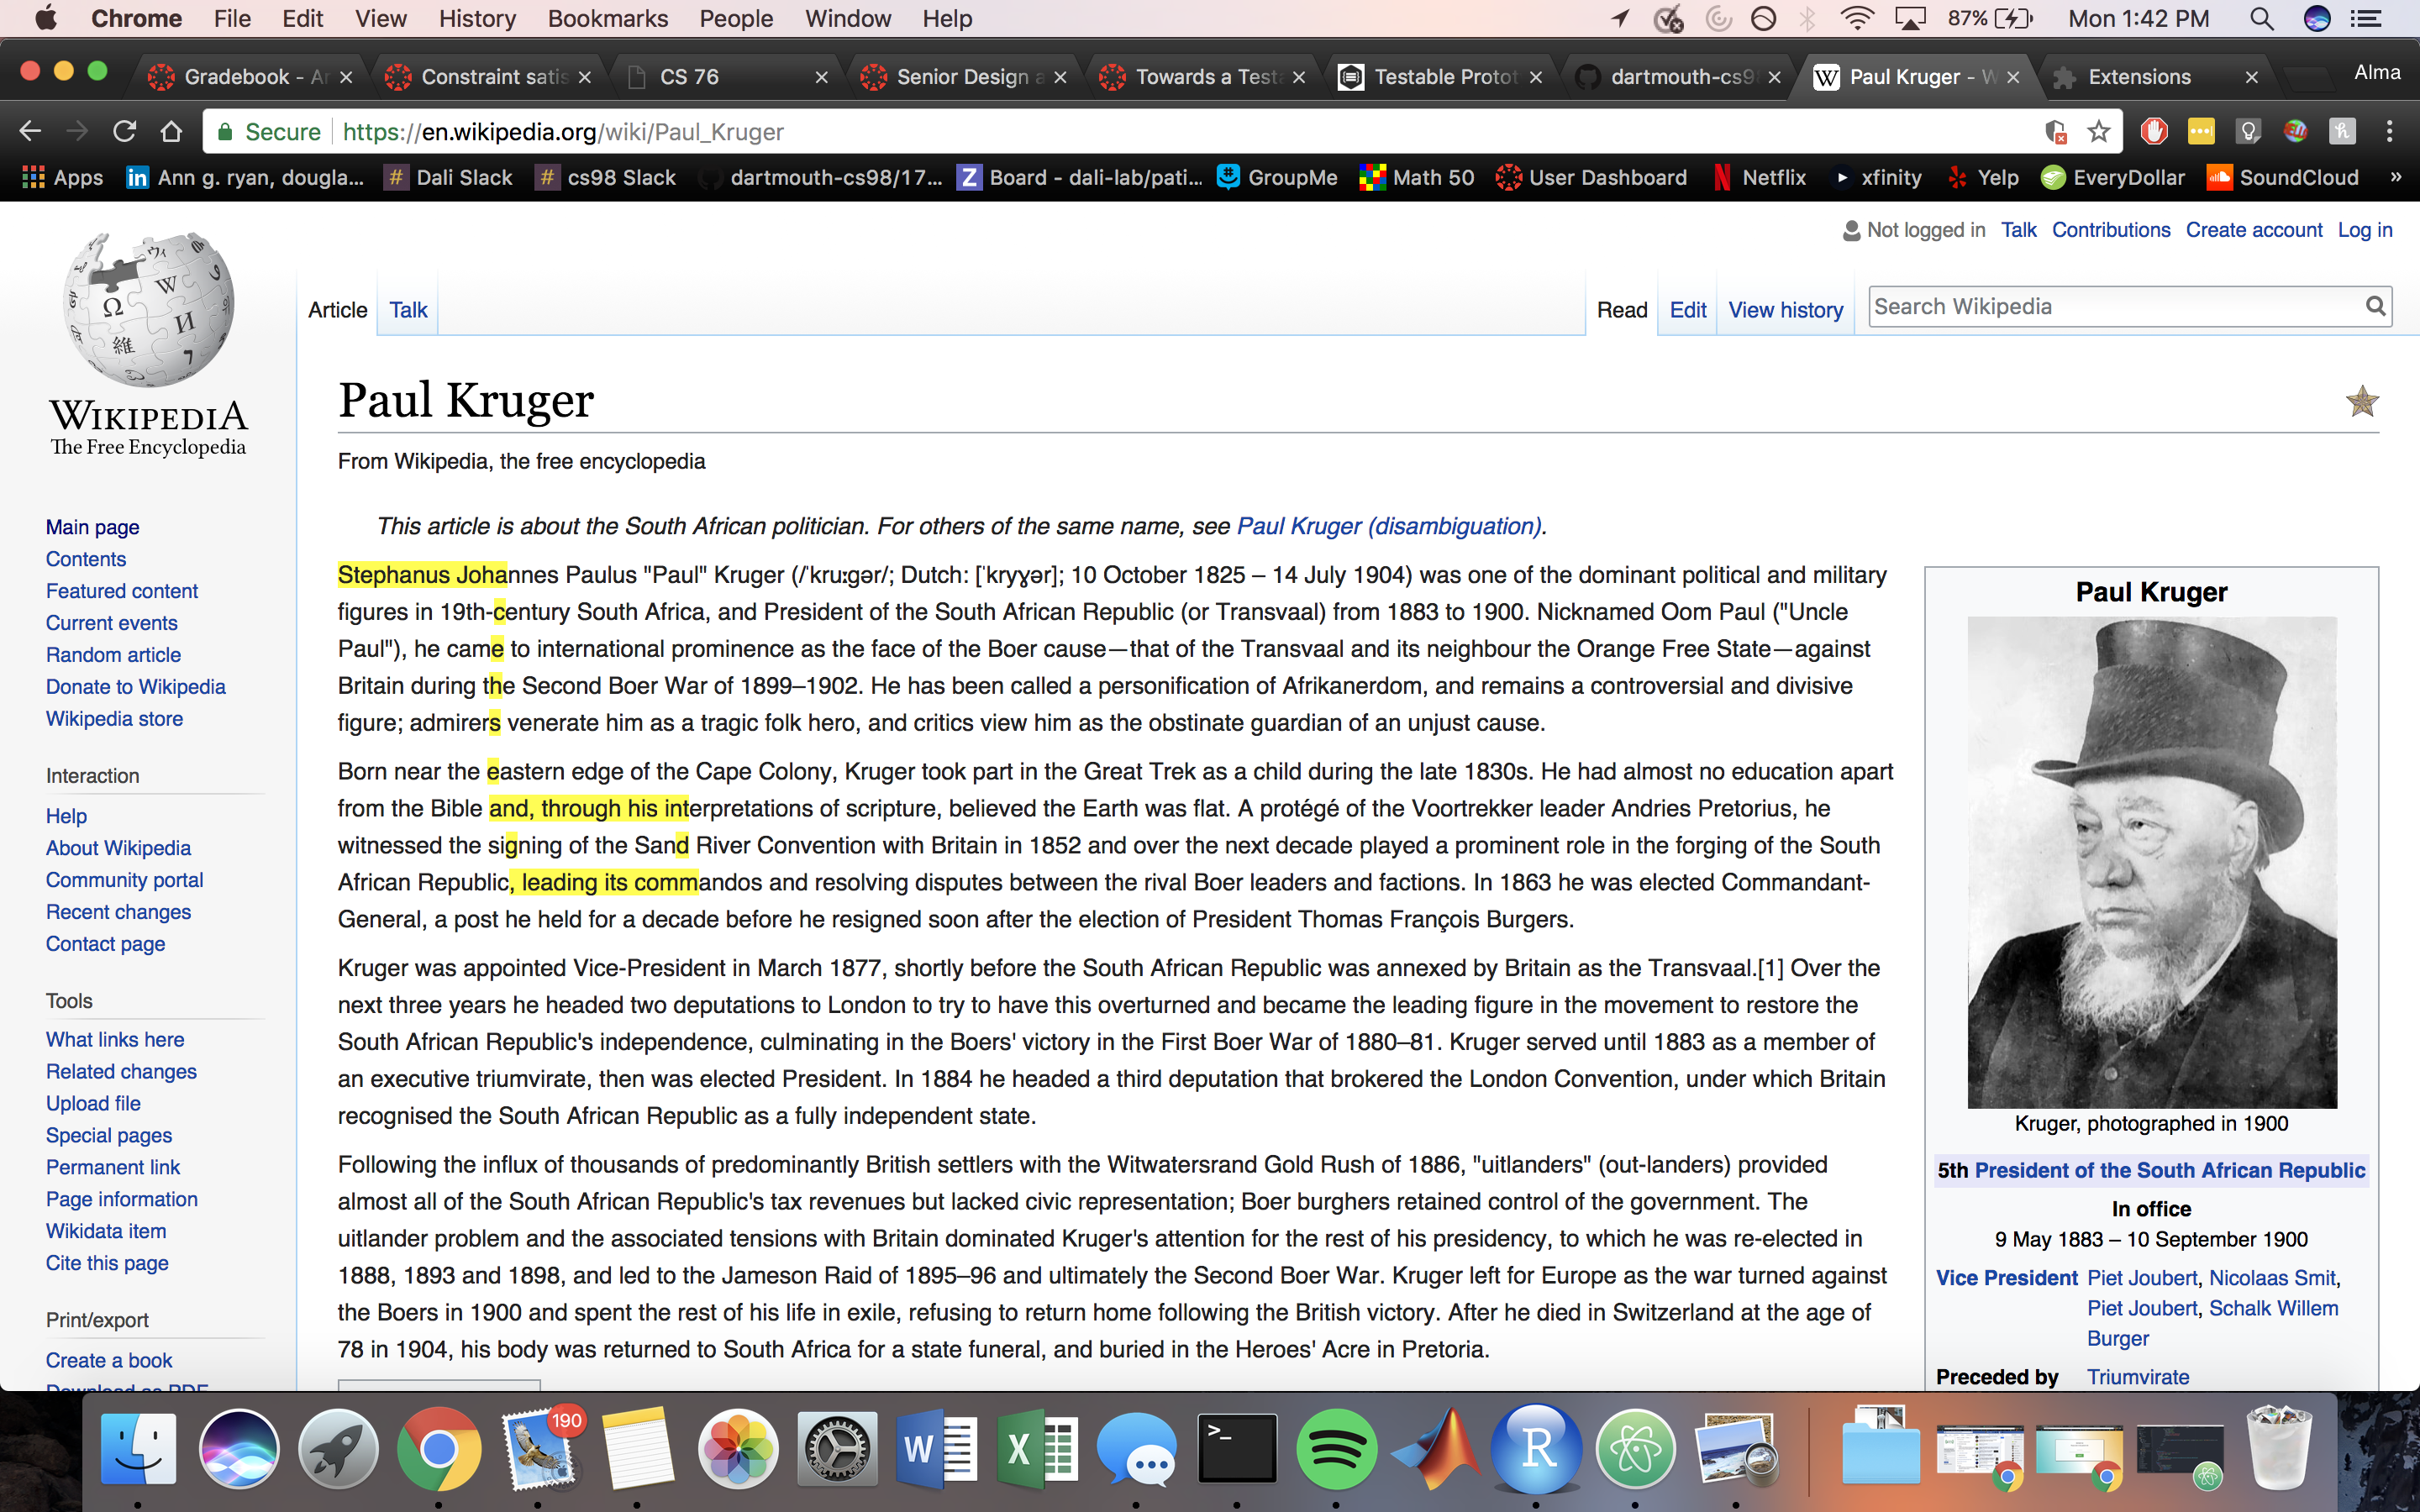 Chrome File Edit View History Bookmarks People Window Help 87% Mon 1:42 PM
Gradebook - Ar Constraint satis CS 76 Senior Design a Towards a Testa Testable Protot dartmouth-cs9 Paul Kruger - W Extensions Alma
Secure https://en.wikipedia.org/wiki/Paul_Kruger
Apps Ann g. ryan, dougla... Dali Slack cs98 Slack dartmouth-cs98/17... Board - dali-lab/pati... GroupMe Math 50 User Dashboard Netflix xfinity Yelp EveryDollar SoundCloud »
Not logged in Talk Contributions Create account Log in
Article Talk Read Edit View history Search Wikipedia
WIKIPEDIA
The Free Encyclopedia
Main page
Contents
Featured content
Current events
Random article
Donate to Wikipedia
Wikipedia store
Interaction
Help
About Wikipedia
Community portal
Recent changes
Contact page
Tools
What links here
Related changes
Upload file
Special pages
Permanent link
Page information
Wikidata item
Cite this page
Print/export
Create a book
Download as PDF
Paul Kruger
From Wikipedia, the free encyclopedia
This article is about the South African politician. For others of the same name, see Paul Kruger (disambiguation).
Stephanus Johannes Paulus "Paul" Kruger (/ˈkruːɡər/; Dutch: [ˈkryɣər]; 10 October 1825 – 14 July 1904) was one of the dominant political and military
figures in 19th-century South Africa, and President of the South African Republic (or Transvaal) from 1883 to 1900. Nicknamed Oom Paul ("Uncle
Paul"), he came to international prominence as the face of the Boer cause—that of the Transvaal and its neighbour the Orange Free State—against
Britain during the Second Boer War of 1899–1902. He has been called a personification of Afrikanerdom, and remains a controversial and divisive
figure; admirers venerate him as a tragic folk hero, and critics view him as the obstinate guardian of an unjust cause.
Born near the eastern edge of the Cape Colony, Kruger took part in the Great Trek as a child during the late 1830s. He had almost no education apart
from the Bible and, through his interpretations of scripture, believed the Earth was flat. A protégé of the Voortrekker leader Andries Pretorius, he
witnessed the signing of the Sand River Convention with Britain in 1852 and over the next decade played a prominent role in the forging of the South
African Republic, leading its commandos and resolving disputes between the rival Boer leaders and factions. In 1863 he was elected Commandant-
General, a post he held for a decade before he resigned soon after the election of President Thomas François Burgers.
Kruger was appointed Vice-President in March 1877, shortly before the South African Republic was annexed by Britain as the Transvaal.[1] Over the
next three years he headed two deputations to London to try to have this overturned and became the leading figure in the movement to restore the
South African Republic's independence, culminating in the Boers' victory in the First Boer War of 1880–81. Kruger served until 1883 as a member of
an executive triumvirate, then was elected President. In 1884 he headed a third deputation that brokered the London Convention, under which Britain
recognised the South African Republic as a fully independent state.
Following the influx of thousands of predominantly British settlers with the Witwatersrand Gold Rush of 1886, "uitlanders" (out-landers) provided
almost all of the South African Republic's tax revenues but lacked civic representation; Boer burghers retained control of the government. The
uitlander problem and the associated tensions with Britain dominated Kruger's attention for the rest of his presidency, to which he was re-elected in
1888, 1893 and 1898, and led to the Jameson Raid of 1895–96 and ultimately the Second Boer War. Kruger left for Europe as the war turned against
the Boers in 1900 and spent the rest of his life in exile, refusing to return home following the British victory. After he died in Switzerland at the age of
78 in 1904, his body was returned to South Africa for a state funeral, and buried in the Heroes' Acre in Pretoria.
Paul Kruger
Kruger, photographed in 1900
5th President of the South African Republic
In office
9 May 1883 – 10 September 1900
Vice President Piet Joubert, Nicolaas Smit,
Piet Joubert, Schalk Willem
Burger
Preceded by Triumvirate
190